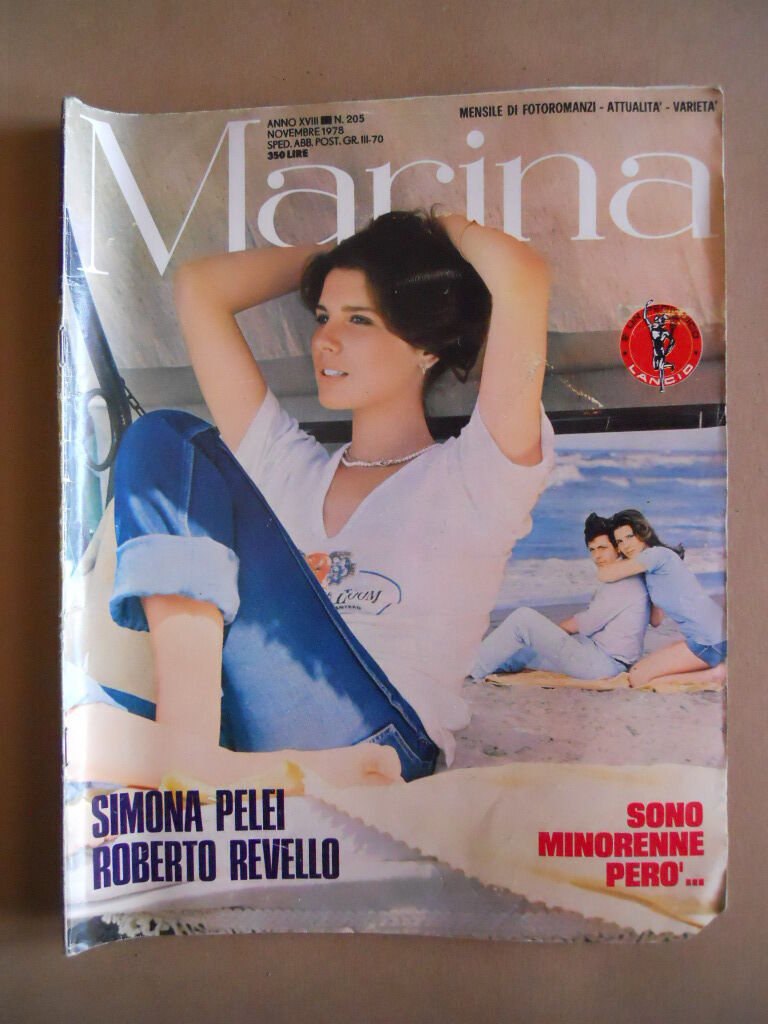 MENSILE DI FOTOROMANZI - ATTUALITA' - VARIETA'
ANNO XVIII N. 205
NOVEMBRE 1978
SPED. ABB. POST. GR. III-70
350 LIRE
Marina
LANCIO
SIMONA PELEI
ROBERTO REVELLO
SONO
MINORENNE
PERO'...